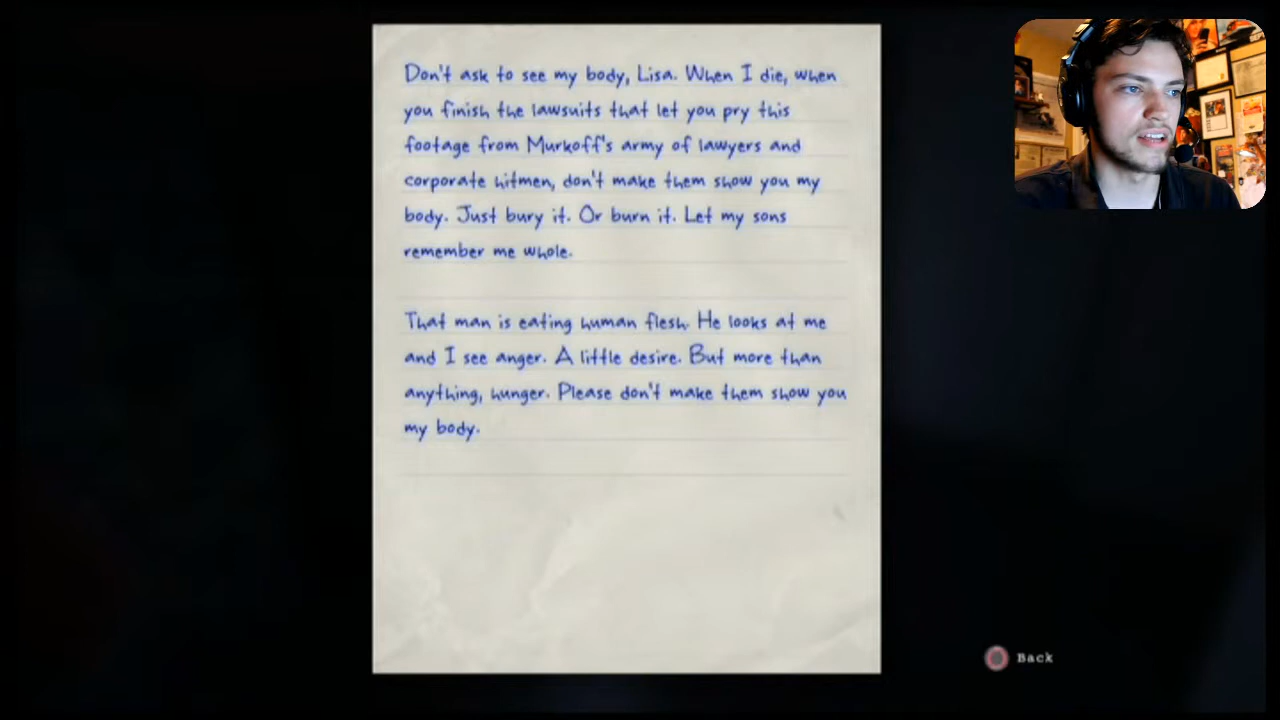 Don't ask to see my body, Lisa. When I die, when
you finish the lawsuits that let you pry this
footage from Murkoff's army of lawyers and
corporate hitmen, don't make them show you my
body. Just bury it. Or burn it. Let my sons
remember me whole.
That man is eating human flesh. He looks at me
and I see anger. A little desire. But more than
anything, hunger. Please don't make them show you
my body.
Back